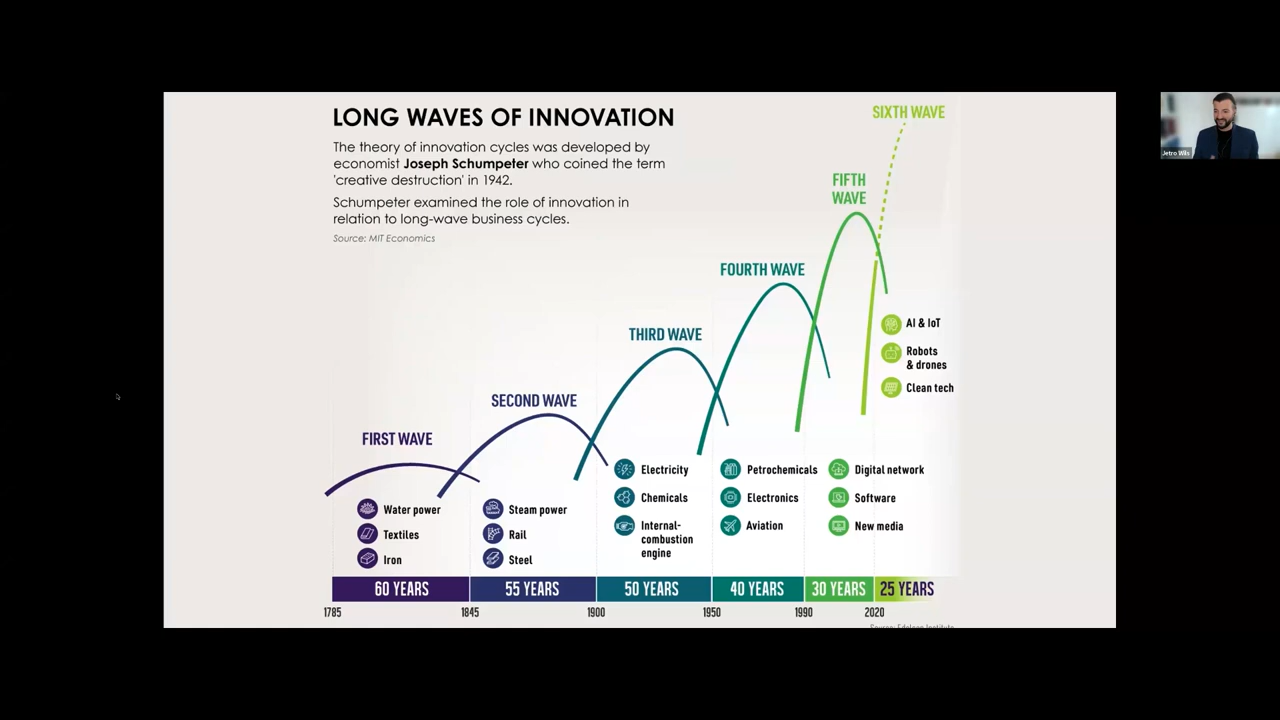 LONG WAVES OF INNOVATION
The theory of innovation cycles was developed by
economist Joseph Schumpeter who coined the term
'creative destruction' in 1942.
Schumpeter examined the role of innovation in
relation to long-wave business cycles.
Source: MIT Economics
SIXTH WAVE
Jetro Wils
FIFTH
WAVE
FOURTH WAVE
THIRD WAVE
SECOND WAVE
FIRST WAVE
Water power
Textiles
Iron
Steam power
Rail
Steel
Electricity
Chemicals
Internal-
combustion
engine
Petrochemicals
Electronics
Aviation
Digital network
Software
New media
AI & IoT
Robots
& drones
Clean tech
60 YEARS
55 YEARS
50 YEARS
40 YEARS
30 YEARS
25 YEARS
1785
1845
1900
1950
1990
2020